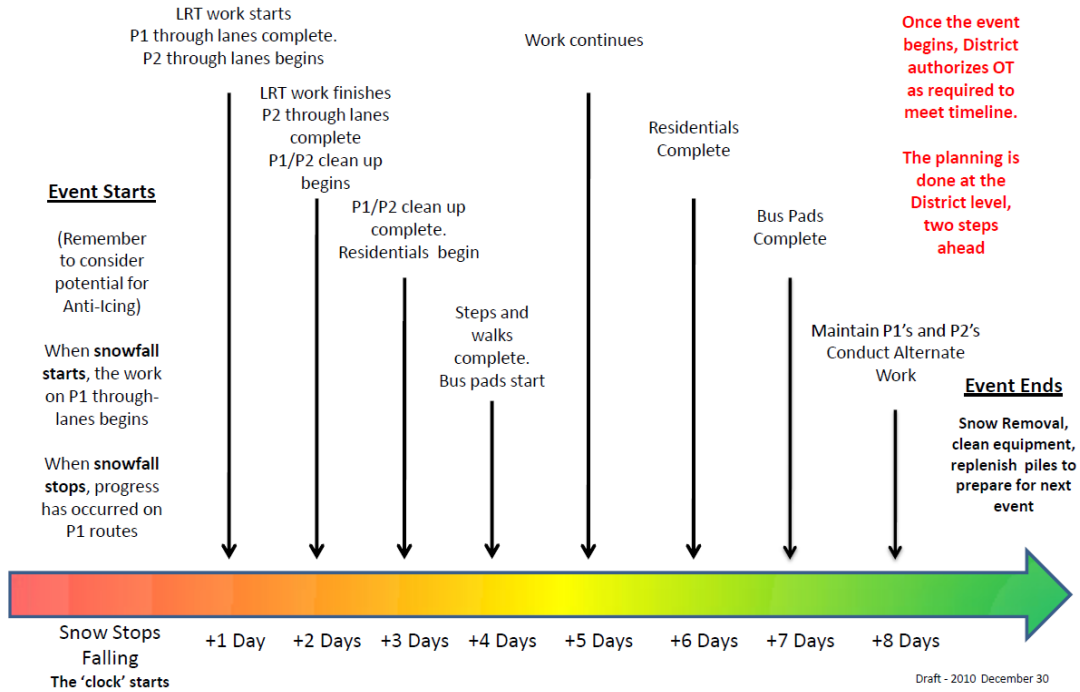 LRT work starts
P1 through lanes complete.
P2 through lanes begins
LRT work finishes
P2 through lanes
complete
P1/P2 clean up
begins
P1/P2 clean up
complete.
Residentials begin
Steps and
walks
complete.
Bus pads start
Work continues
Residentials
Complete
Bus Pads
Complete
Maintain P1's and P2's
Conduct Alternate
Work
Once the event
begins, District
authorizes OT
as required to
meet timeline.
The planning is
done at the
District level,
two steps
ahead
Event Starts
(Remember
to consider
potential for
Anti-Icing)
When snowfall
starts, the work
on P1 through-
lanes begins
When snowfall
stops, progress
has occurred on
P1 routes
Event Ends
Snow Removal,
clean equipment,
replenish piles to
prepare for next
event
Snow Stops
Falling
The 'clock' starts
+1 Day
+2 Days
+3 Days
+4 Days
+5 Days
+6 Days
+7 Days
+8 Days
Draft - 2010 December 30